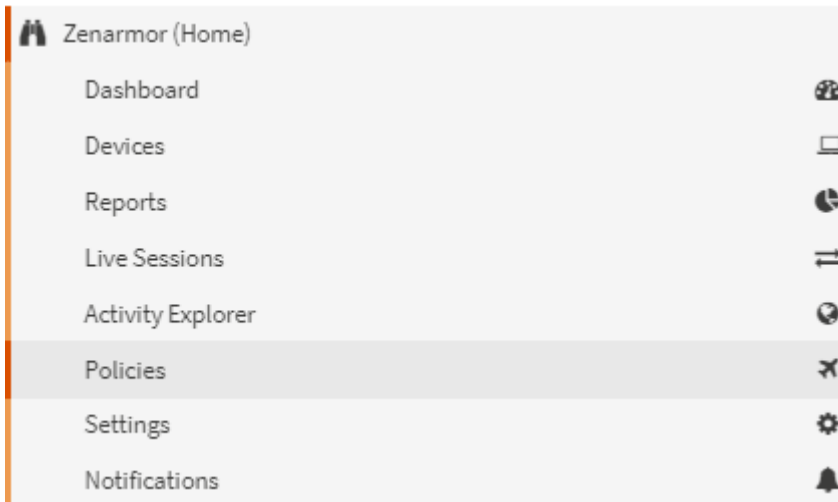 Zenarmor (Home)
Dashboard
Devices
Reports
Live Sessions
Activity Explorer
Policies
Settings
Notifications